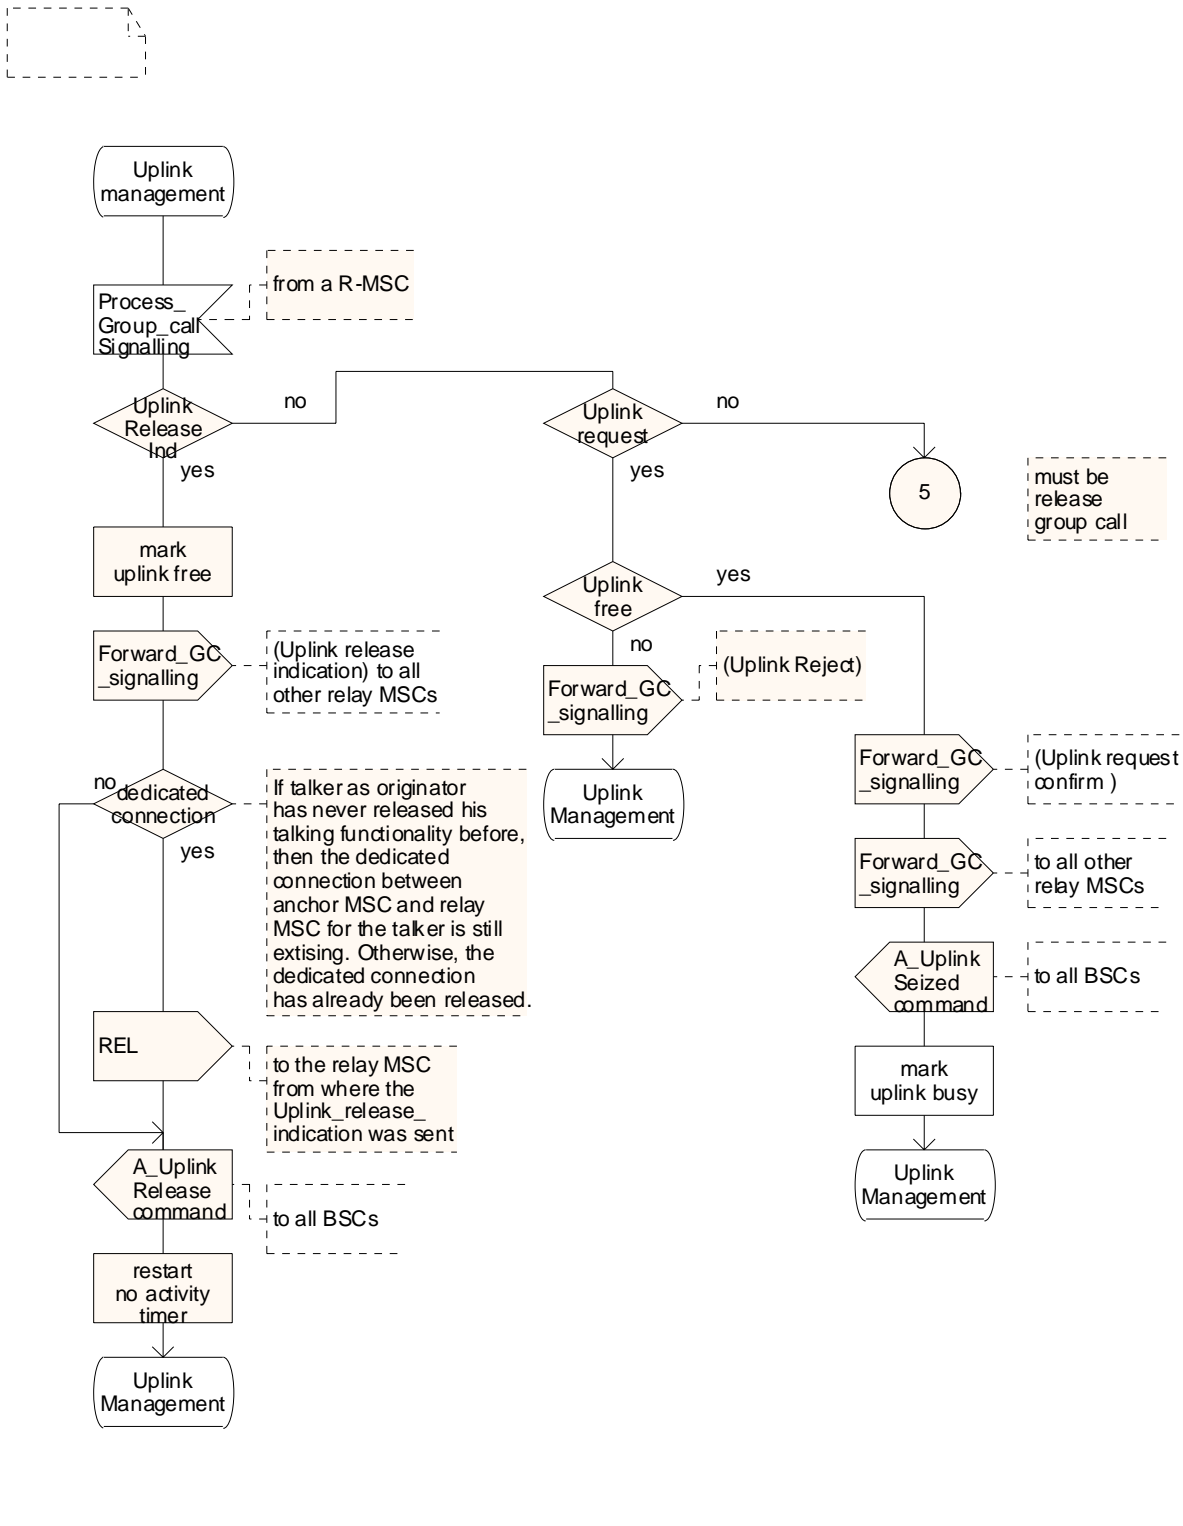 Uplink
management
from a R-MSC
Process_
Group_call
Signalling
Uplink
Release
Ind
no
yes
Uplink
request
no
yes
5
must be
release
group call
mark
uplink free
Uplink
free
yes
no
Forward_GC
_signalling
(Uplink release
indication) to all
other relay MSCs
Forward_GC
_signalling
(Uplink Reject)
Uplink
Management
Forward_GC
_signalling
(Uplink request
confirm )
no
dedicated
connection
yes
If talker as originator
has never released his
talking functionality before,
then the dedicated
connection between
anchor MSC and relay
MSC for the talker is still
extising. Otherwise, the
dedicated connection
has already been released.
Forward_GC
_signalling
to all other
relay MSCs
A_Uplink
Seized
command
to all BSCs
REL
to the relay MSC
from where the
Uplink_release_
indication was sent
mark
uplink busy
A_Uplink
Release
command
to all BSCs
Uplink
Management
restart
no activity
timer
Uplink
Management